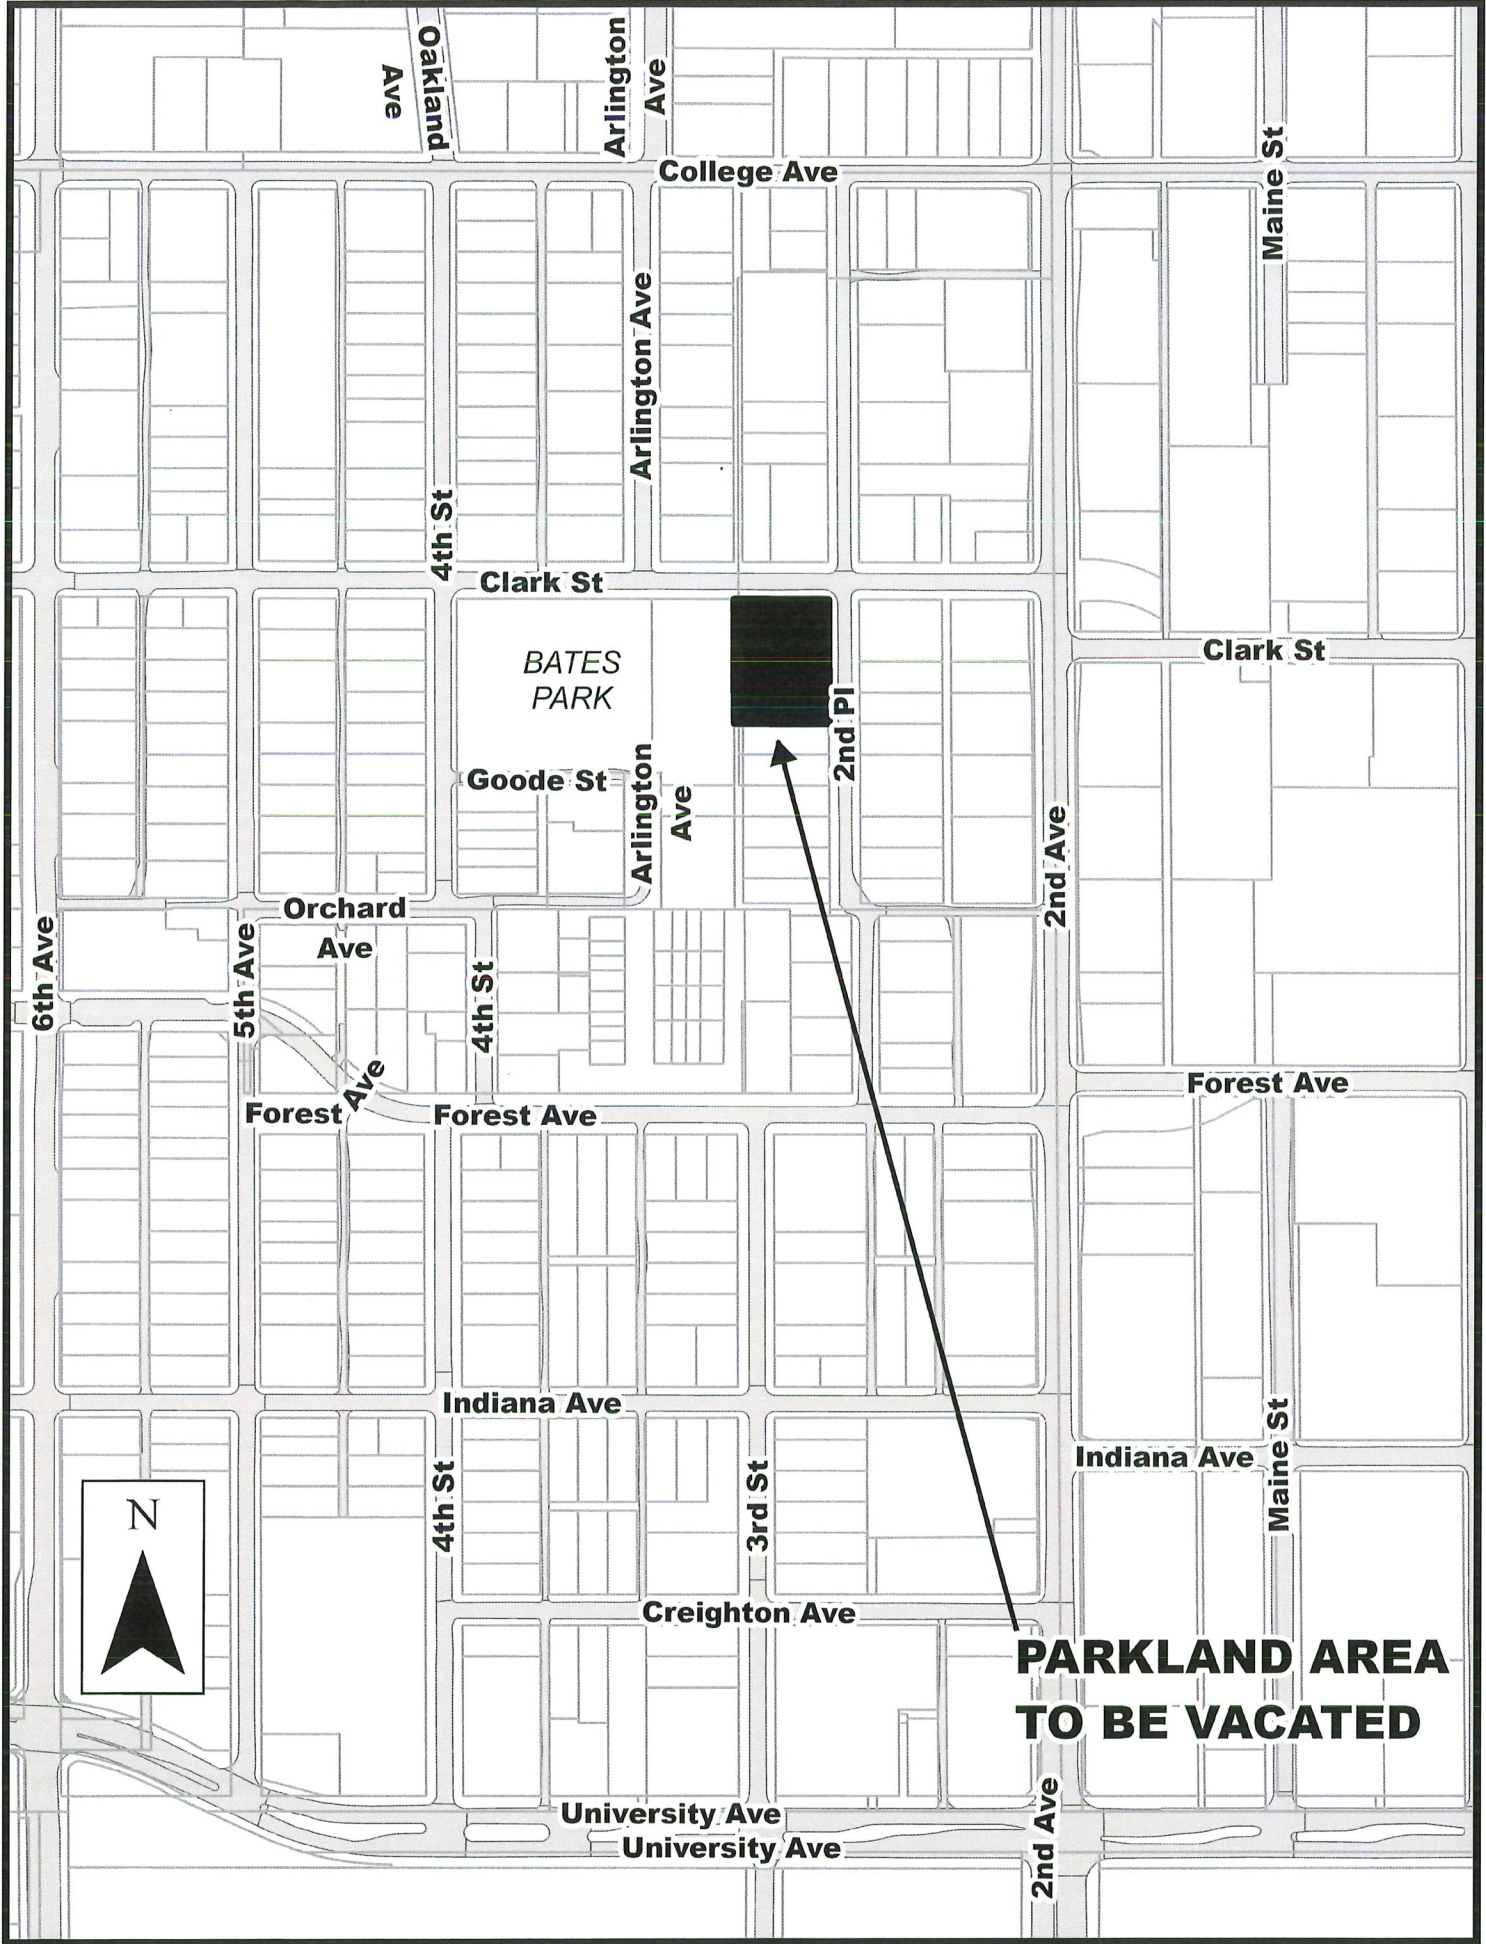 Oakland
Ave
Arlington
Ave
College Ave
Maine St
Arlington Ave
4th St
Clark St
BATES
PARK
Clark St
2nd Pl
Goode St
Arlington
Ave
2nd Ave
Orchard
Ave
6th Ave
5th Ave
4th St
Forest Ave
Forest Ave
Forest Ave
Indiana Ave
Indiana Ave
Maine St
4th St
3rd St
N
Creighton Ave
PARKLAND AREA
TO BE VACATED
University Ave
University Ave
2nd Ave